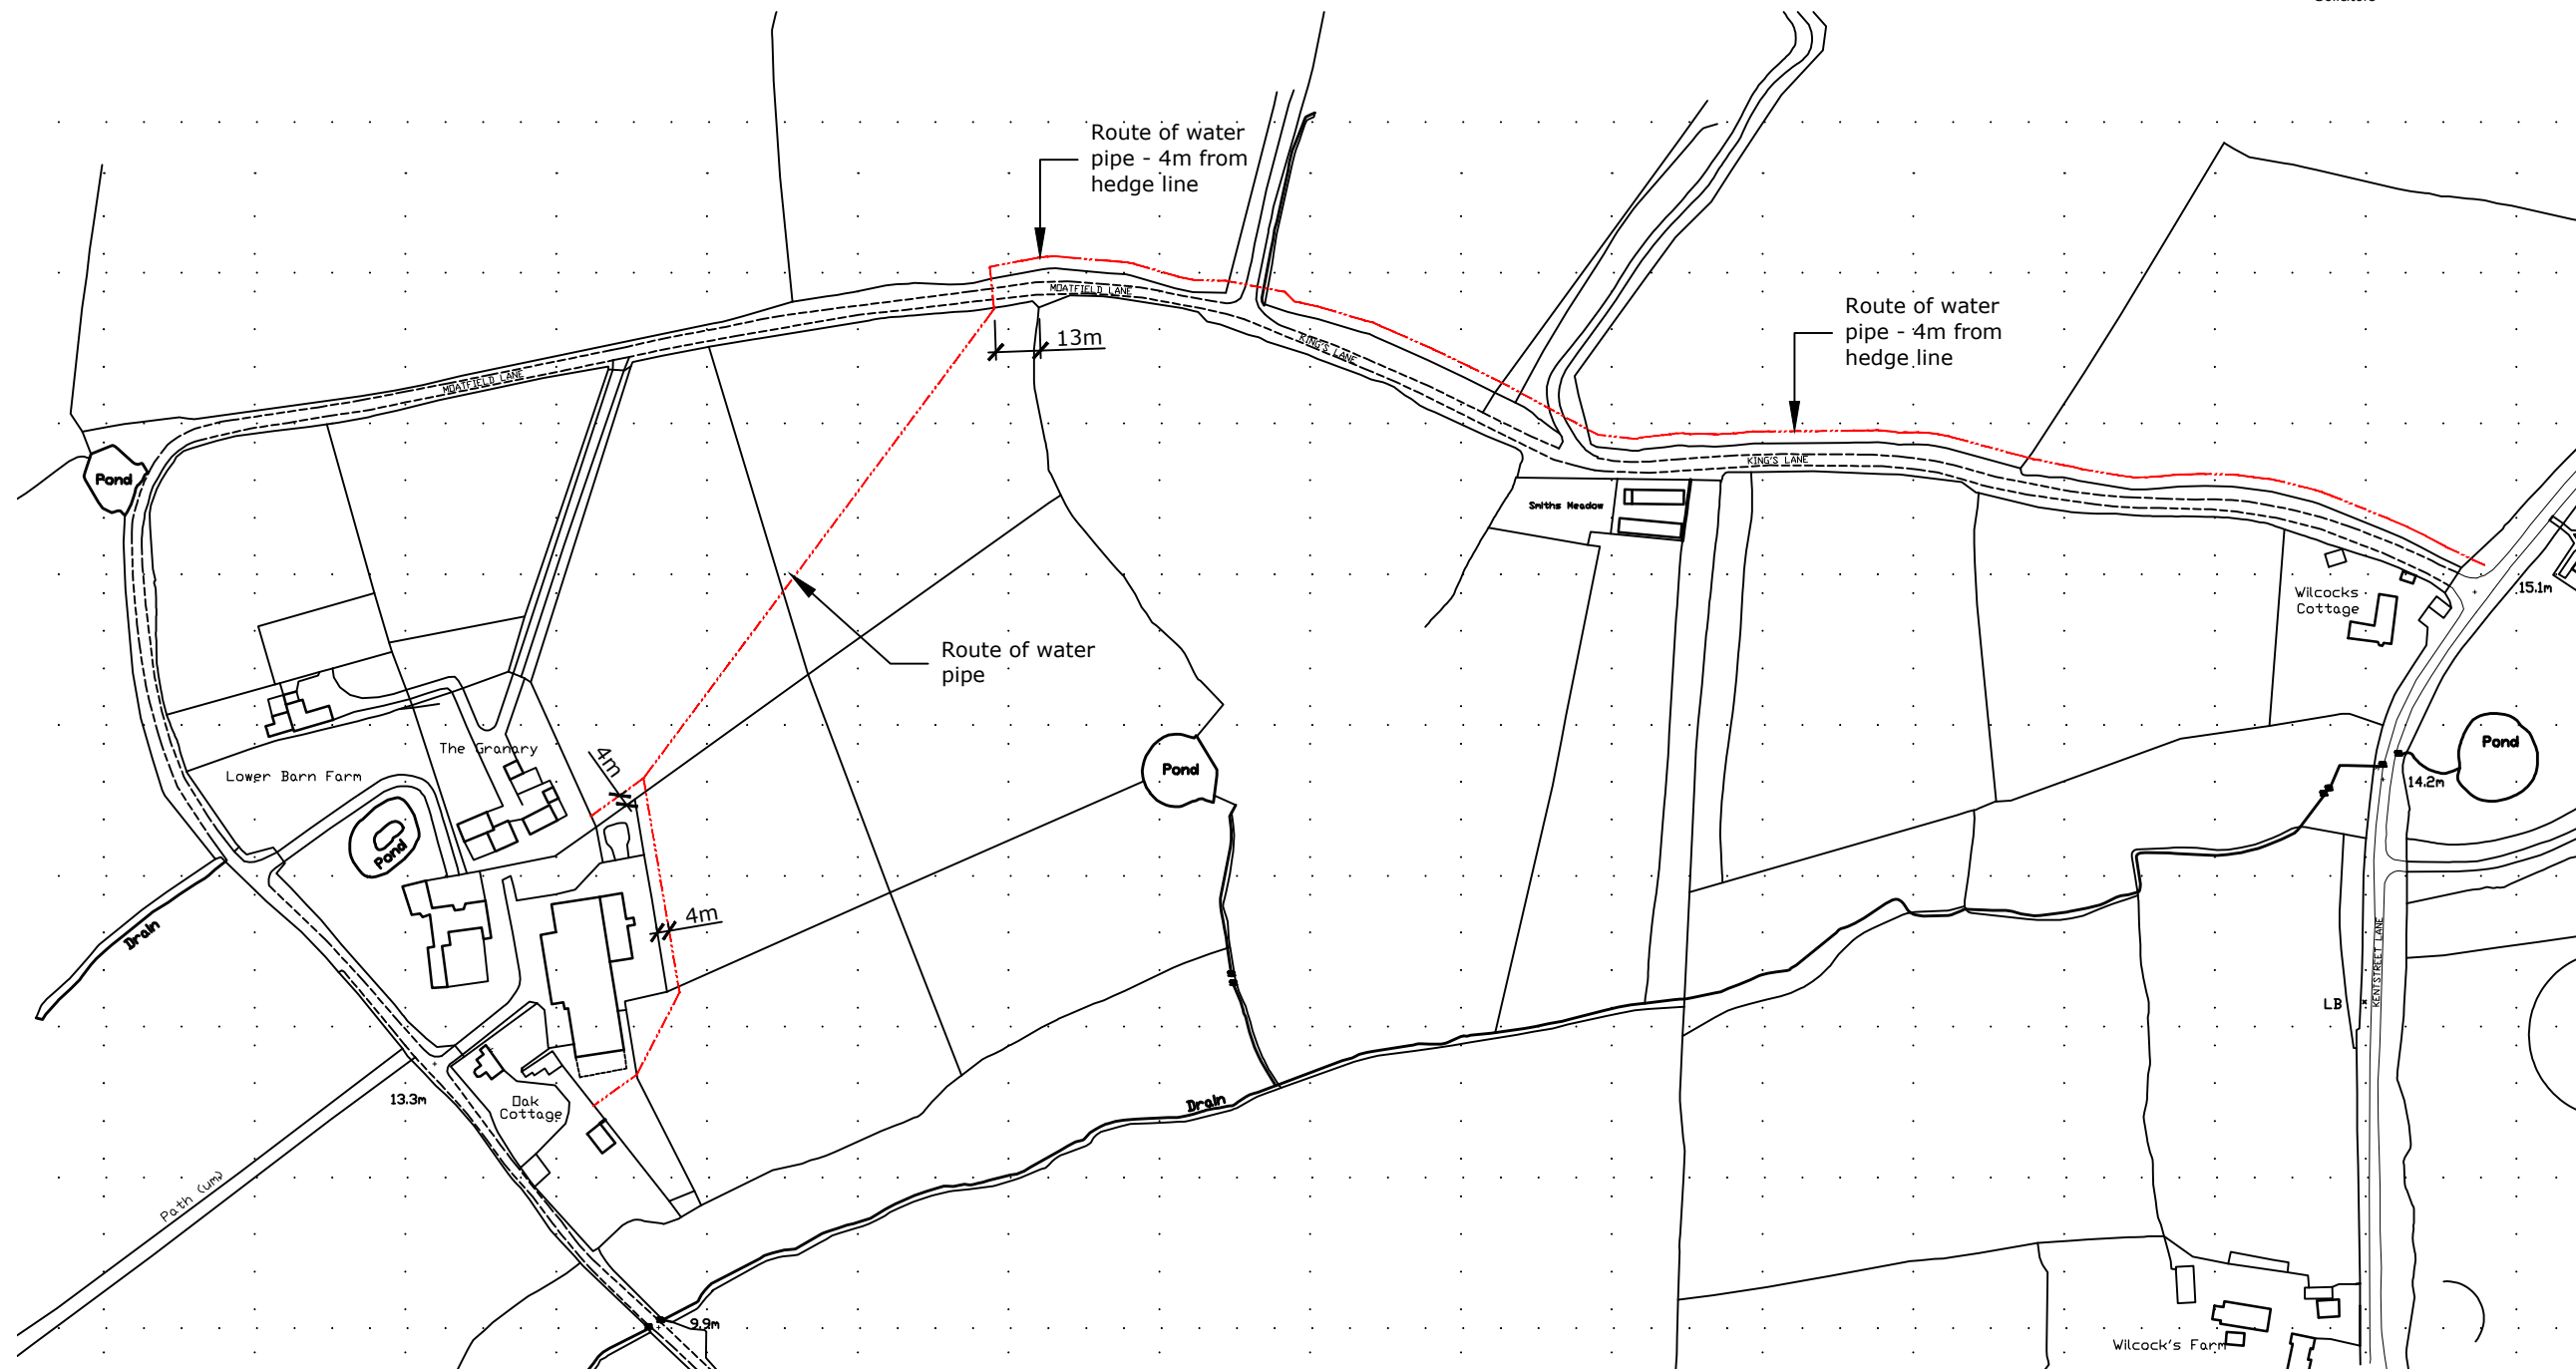 Route of water
pipe - 4m from
hedge line
MOATFIELD LANE
Route of water
pipe - 4m from
hedge line
13m
KING'S LANE
MOATFIELD LANE
KING'S LANE
Pond
Smiths Meadow
Wilcocks
Cottage
15.1m
Route of water
pipe
The Granary
4m
Lower Barn Farm
Pond
Pond
14.2m
Pond
4m
Drain
KENTSTREET LANE
LB
13.3m
Oak
Cottage
Drain
Path (um)
9.9m
Wilcock's Farm